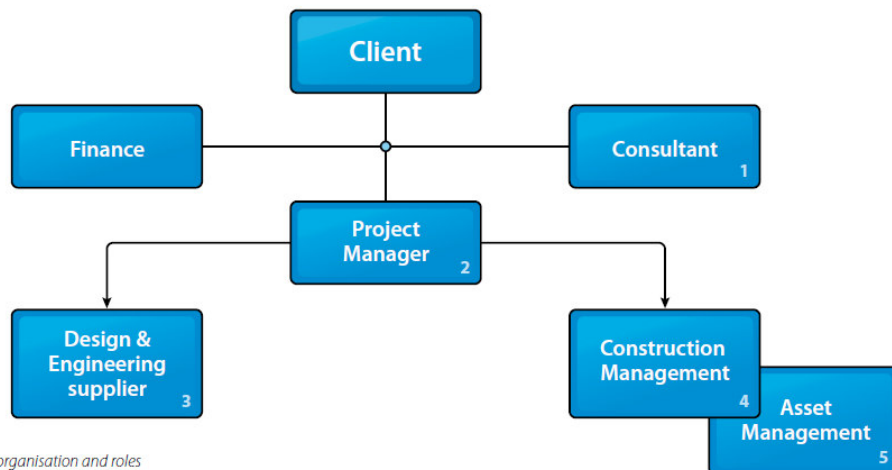 Client
Finance
Consultant
1
Project
Manager
2
Design &
Engineering
supplier
3
Construction
Management
4
Asset
Management
5
organisation and roles